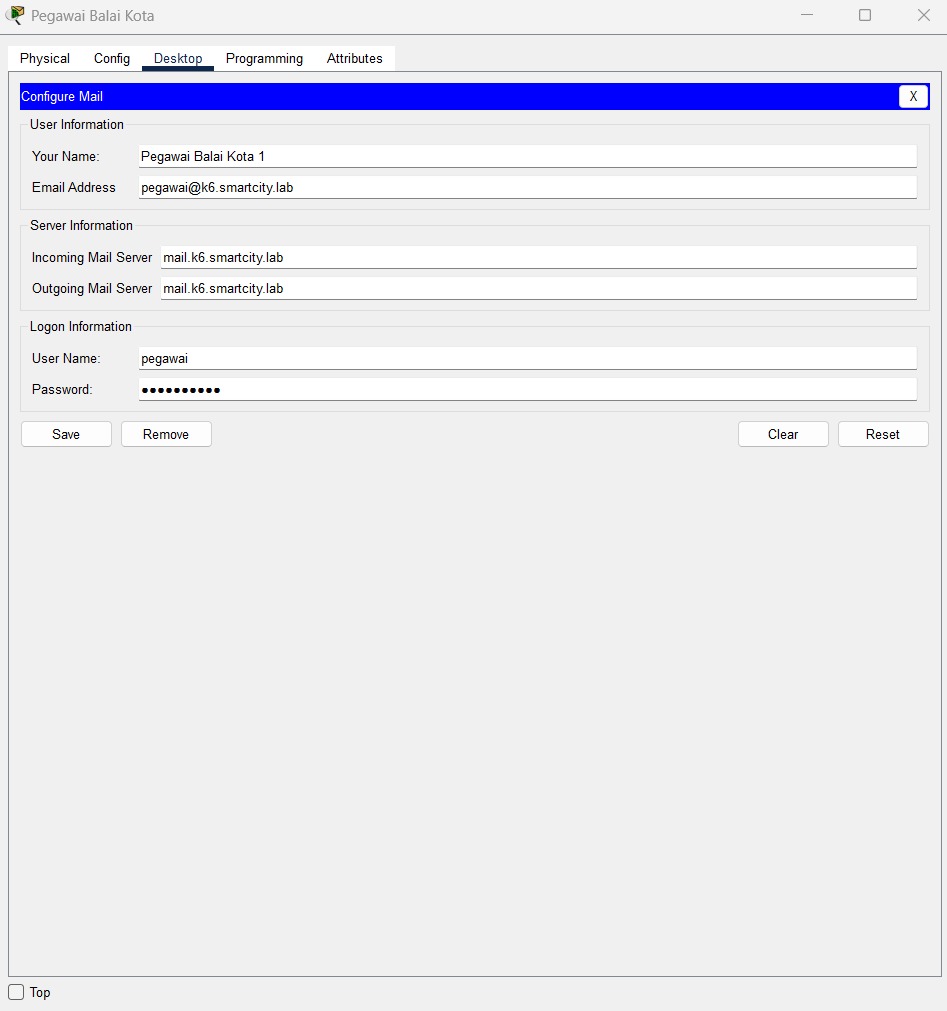 Pegawai Balai Kota
Physical Config Desktop Programming Attributes
Configure Mail X
User Information
Your Name: Pegawai Balai Kota 1
Email Address pegawai@k6.smartcity.lab
Server Information
Incoming Mail Server mail.k6.smartcity.lab
Outgoing Mail Server mail.k6.smartcity.lab
Logon Information
User Name: pegawai
Password: ●●●●●●●●●●
Save Remove Clear Reset
Top